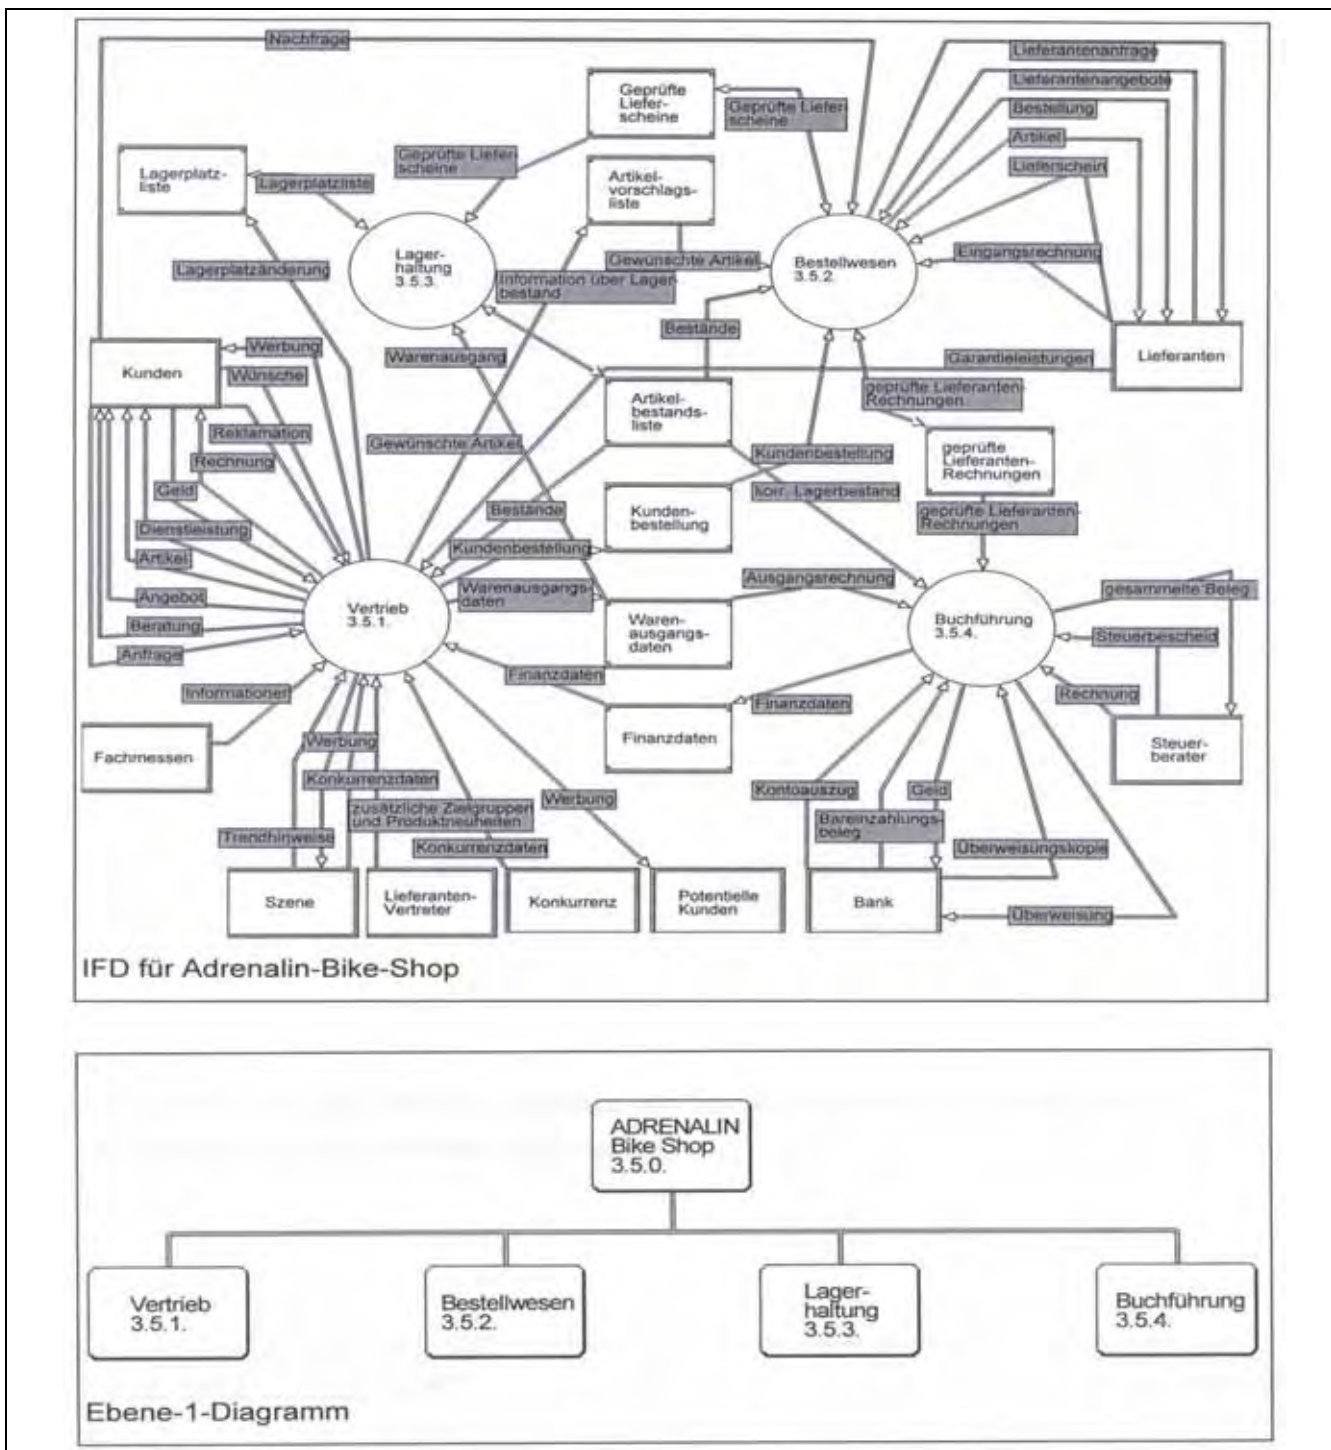 Nachfrage
Lieferantenanfrage
Lieferantenangebote
Bestellung
Artikel
Lieferschein
Geprüfte
Liefer-
scheine
Geprüfte Liefer-
scheine
Geprüfte Liefer-
scheine
Lagerplatz-
liste
Lagerplatzliste
Artikel-
vorschlags-
liste
Lager-
haltung
3.5.3.
Gewünschte Artikel
Bestellwesen
3.5.2.
Eingangsrechnung
Lagerplatzänderung
Information über Lager
bestand
Bestände
Kunden
Werbung
Wünsche
Warenausgang
Garantieleistungen
Lieferanten
Artikel-
bestands-
liste
geprüfte Lieferanten-
Rechnungen
Reklamation
Gewünschte Artikel
Rechnung
Geld
Kundenbestellung
geprüfte
Lieferanten-
Rechnungen
korr. Lagerbestand
Dienstleistung
Bestände
Kunden-
bestellung
geprüfte Lieferanten-
Rechnungen
Artikel
Kundenbestellung
Angebot
Vertrieb
3.5.1.
Warenausgangs-
daten
Ausgangsrechnung
gesammelte Beleg
Beratung
Waren-
ausgangs-
daten
Buchführung
3.5.4.
Steuerbescheid
Anfrage
Informationen
Finanzdaten
Finanzdaten
Rechnung
Fachmessen
Werbung
Finanzdaten
Steuer-
berater
Konkurrenzdaten
Kontoauszug
Geld
zusätzliche Zielgruppen
und Produktneuheiten
Werbung
Bareinzahlungs-
beleg
Trendhinweise
Konkurrenzdaten
Überweisungskopie
Szene
Lieferanten-
Vertreter
Konkurrenz
Potentielle
Kunden
Bank
Überweisung
IFD für Adrenalin-Bike-Shop
ADRENALIN
Bike Shop
3.5.0.
Vertrieb
3.5.1.
Bestellwesen
3.5.2.
Lager-
haltung
3.5.3.
Buchführung
3.5.4.
Ebene-1-Diagramm